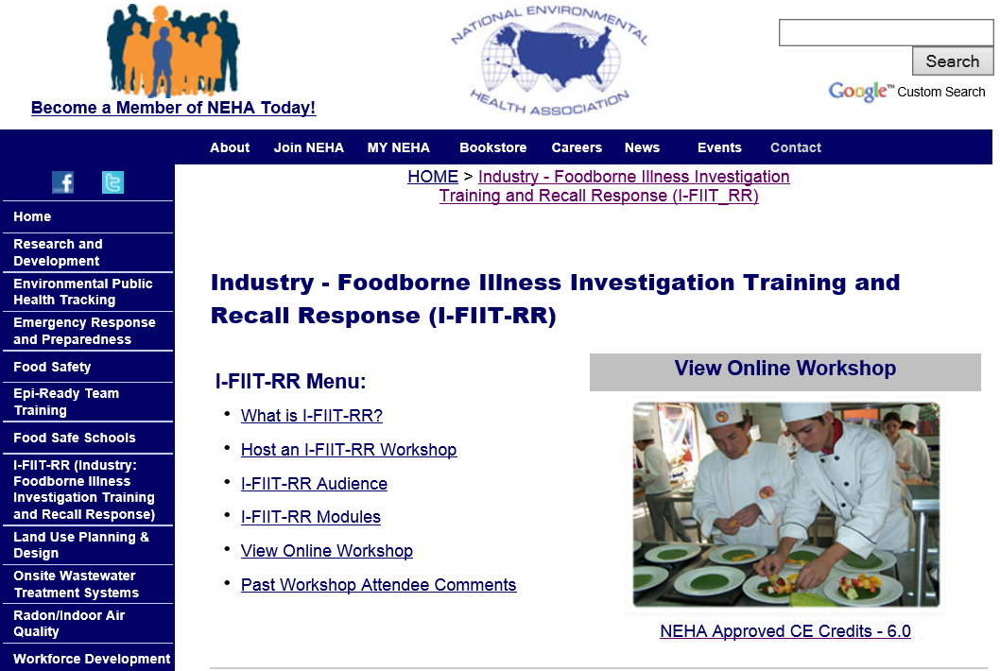 Become a Member of NEHA Today!
NATIONAL ENVIRONMENTAL
HEALTH ASSOCIATION
Search
Google™ Custom Search
About Join NEHA MY NEHA Bookstore Careers News Events Contact
f t
HOME > Industry - Foodborne Illness Investigation
Training and Recall Response (I-FIIT_RR)
Home
Research and
Development
Environmental Public
Health Tracking
Emergency Response
and Preparedness
Food Safety
Epi-Ready Team
Training
Food Safe Schools
I-FIIT-RR (Industry:
Foodborne Illness
Investigation Training
and Recall Response)
Land Use Planning &
Design
Onsite Wastewater
Treatment Systems
Radon/Indoor Air
Quality
Workforce Development
Industry - Foodborne Illness Investigation Training and
Recall Response (I-FIIT-RR)
I-FIIT-RR Menu:
• What is I-FIIT-RR?
• Host an I-FIIT-RR Workshop
• I-FIIT-RR Audience
• I-FIIT-RR Modules
• View Online Workshop
• Past Workshop Attendee Comments
View Online Workshop
NEHA Approved CE Credits - 6.0